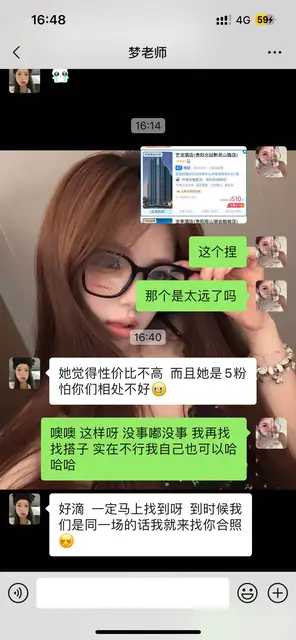 16:48
4G
59
梦老师
16:14
¥510
这个捏
那个是太远了吗
16:40
她觉得性价比不高 而且她是5粉
怕你们相处不好
噢噢 这样呀 没事嘟没事 我再找
找搭子 实在不行我自己也可以哈
哈哈
好滴 一定马上找到呀 到时候我
们是同一场的话我就来找你合照